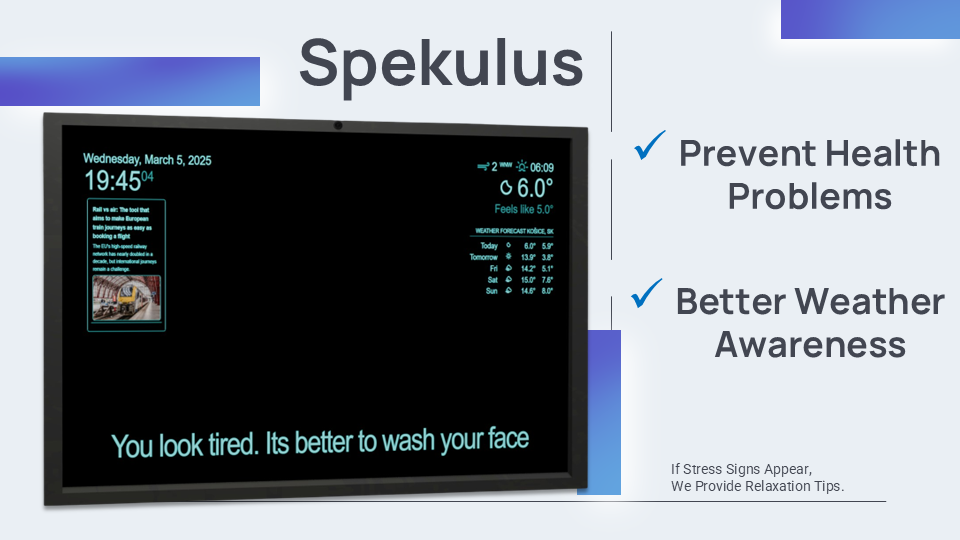 Spekulus
Wednesday, March 5, 2025
19:45 04
Rail vs air: The tool that
aims to make European
train journeys as easy as
booking a flight
The EU's high-speed railway
network has nearly doubled in a
decade, but international journeys
remain a challenge.
2 WNW 06:09
6.0°
Feels like 5.0°
WEATHER FORECAST KOŠICE, SK
Today 6.0° 5.9°
Tomorrow 13.9° 3.8°
Fri 14.2° 5.1°
Sat 15.0° 7.6°
Sun 14.6° 8.0°
You look tired. Its better to wash your face
Prevent Health
Problems
Better Weather
Awareness
If Stress Signs Appear,
We Provide Relaxation Tips.